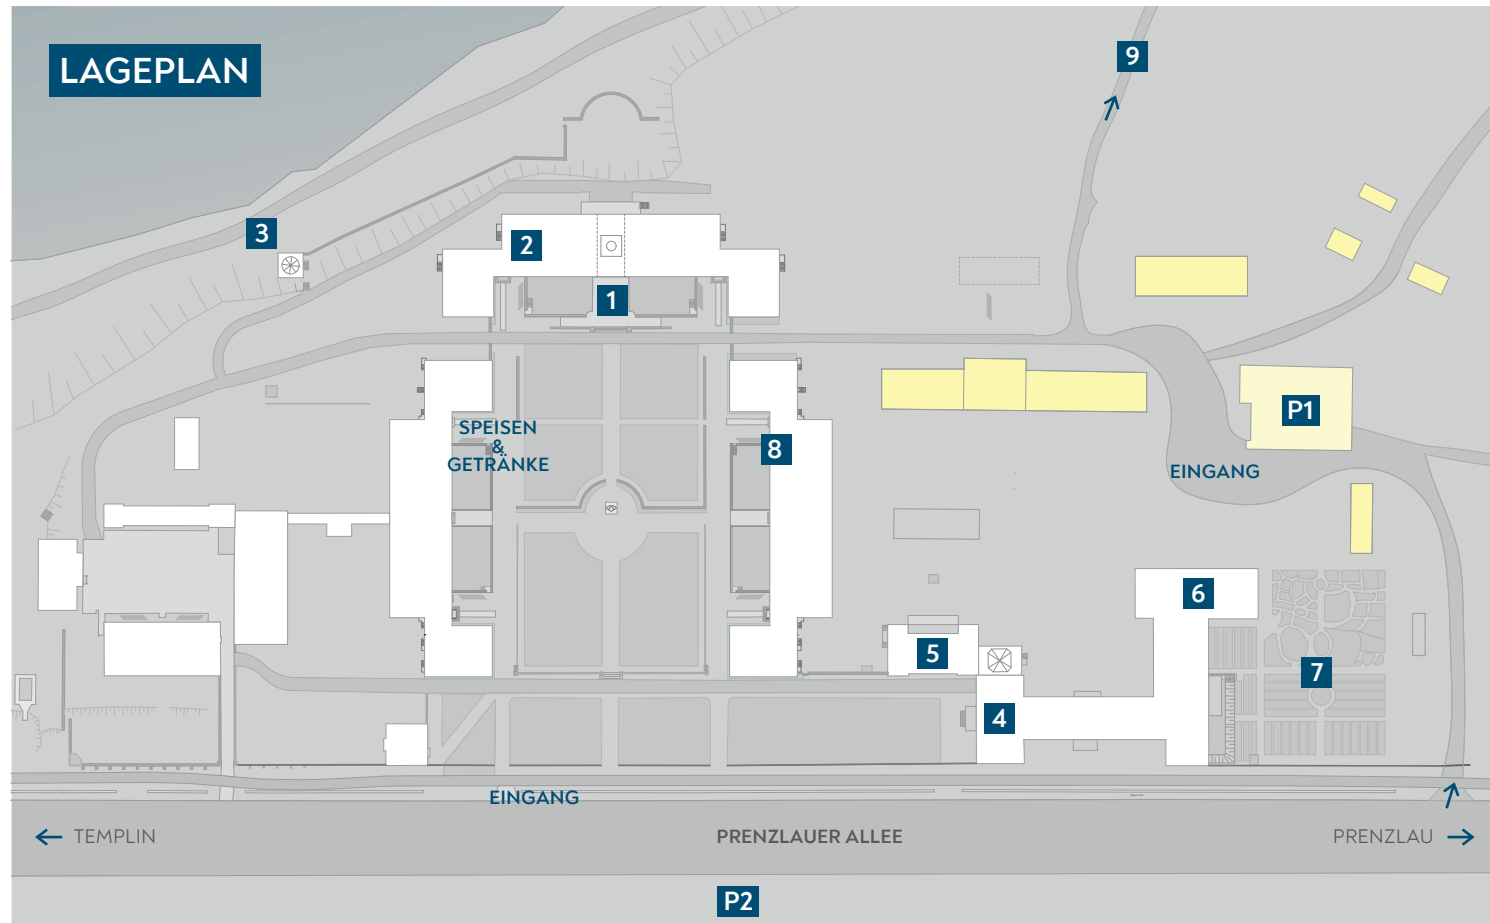 LAGEPLAN
9
3
2
1
P1
SPEISEN
&
GETRÄNKE
8
EINGANG
6
5
7
4
EINGANG
← TEMPLIN
PRENZLAUER ALLEE
PRENZLAU →
P2